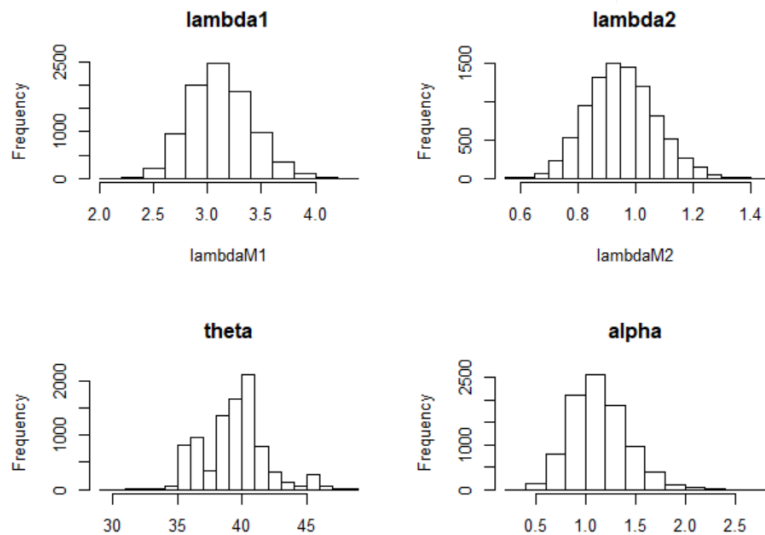 lambda1
Frequency
0 1000 2500
2.0 2.5 3.0 3.5 4.0
lambdaM1
lambda2
Frequency
0 500 1500
0.6 0.8 1.0 1.2 1.4
lambdaM2
theta
Frequency
0 1000 2000
30 35 40 45
alpha
Frequency
0 1000 2500
0.5 1.0 1.5 2.0 2.5